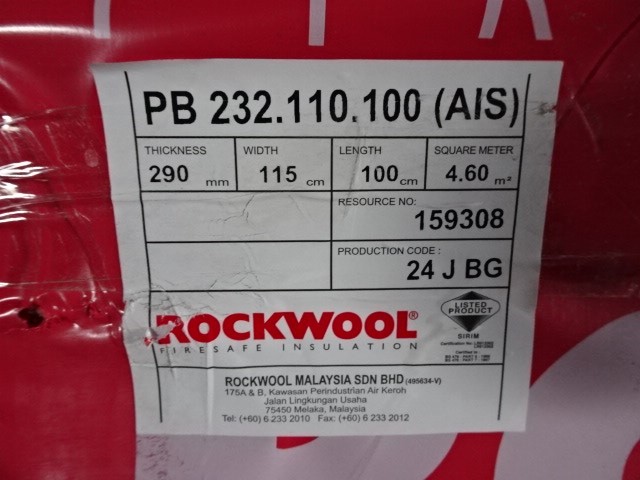 PB 232.110.100 (AIS)
THICKNESS WIDTH LENGTH SQUARE METER
290 mm 115 cm 100 cm 4.60 m²
RESOURCE NO:
159308
PRODUCTION CODE :
24 J BG
LISTED
PRODUCT
SIRIM
ROCKWOOL®
FIRESAFE INSULATION
Certified to
ROCKWOOL MALAYSIA SDN BHD (495634-V)
175A & B, Kawasan Perindustrian Air Keroh
Jalan Lingkungan Usaha
75450 Melaka, Malaysia
Tel: (+60) 6 233 2010 Fax: (+60) 6 233 2012